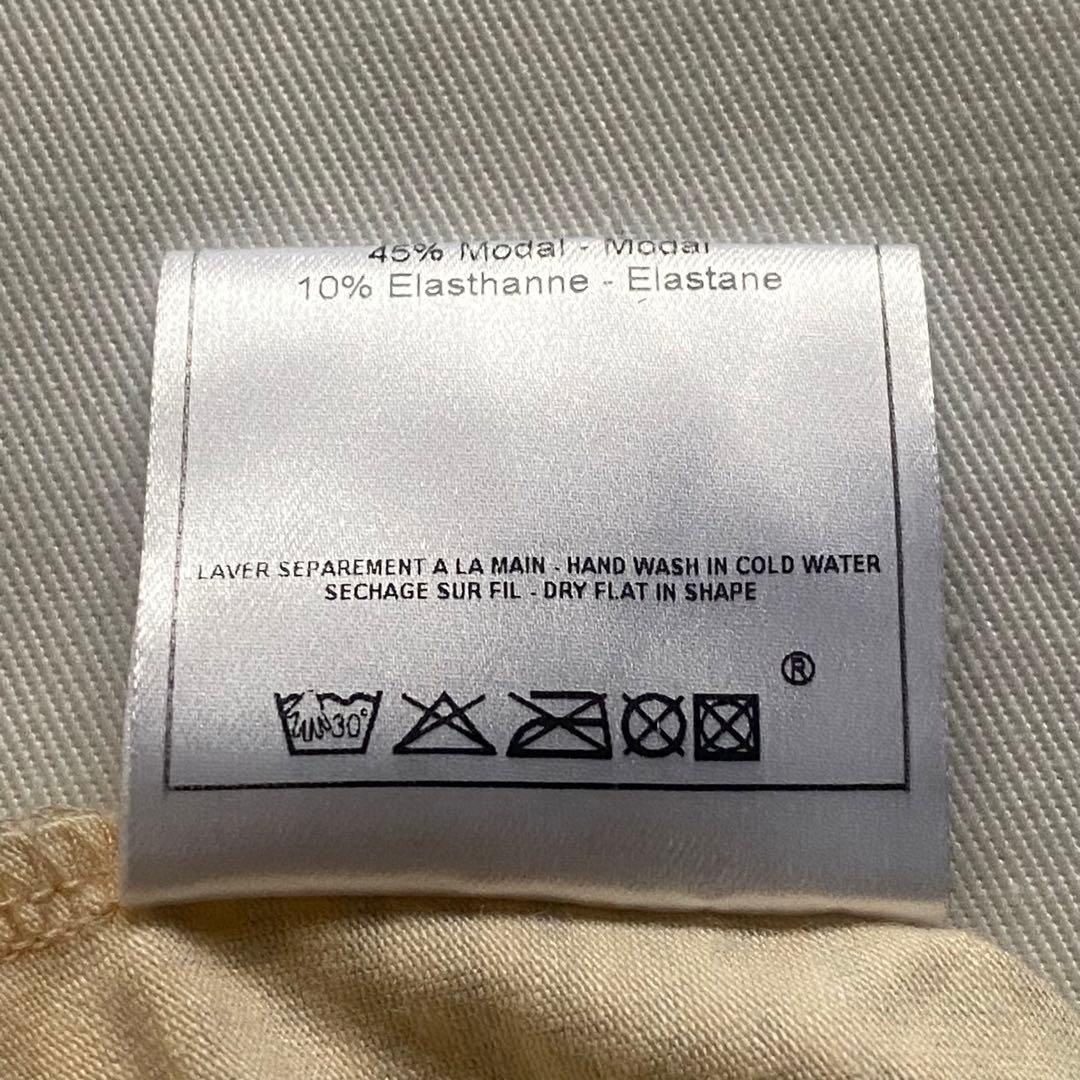 45% Modal - Modal
10% Elasthanne - Elastane
LAVER SEPAREMENT A LA MAIN - HAND WASH IN COLD WATER
SECHAGE SUR FIL - DRY FLAT IN SHAPE
®
30°